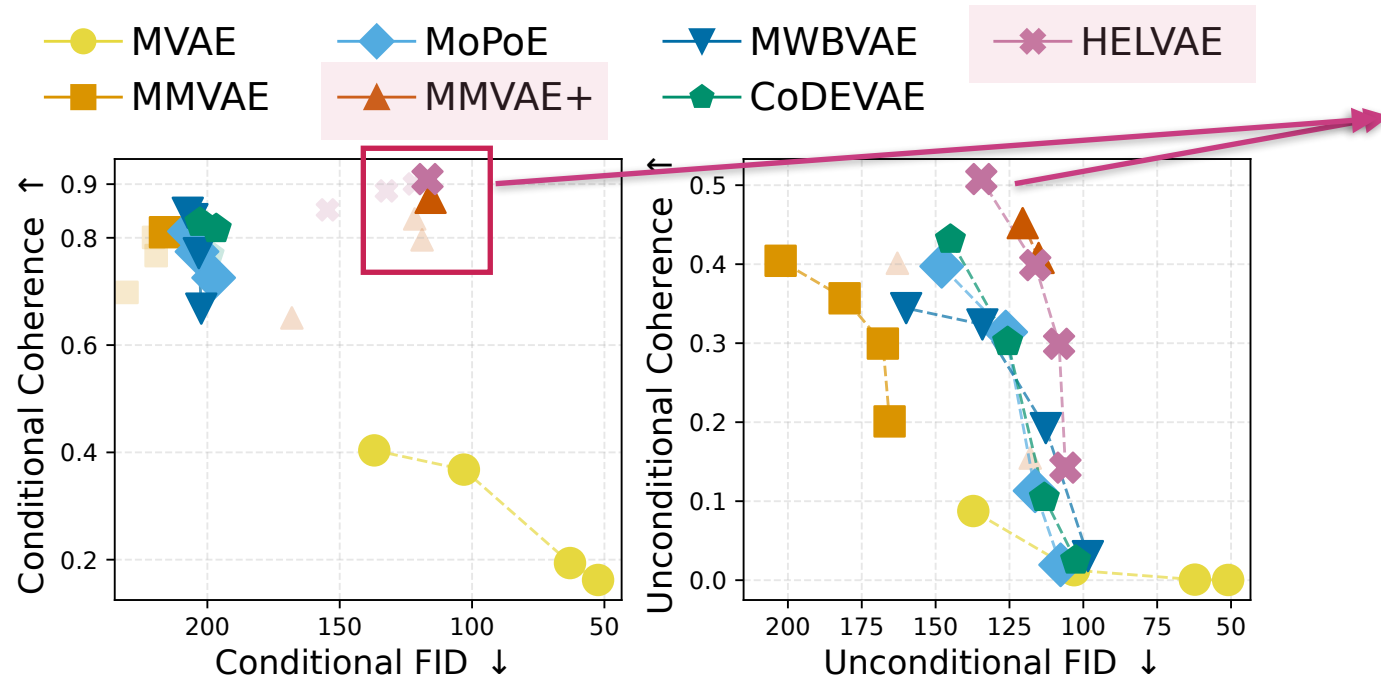 MVAE MoPoE MWBVAE HELVAE
MMVAE MMVAE+ CoDEVAE
Conditional Coherence ↑
0.9
0.8
0.6
0.4
0.2
200 150 100 50
Conditional FID ↓
Unconditional Coherence ↑
0.5
0.4
0.3
0.2
0.1
0.0
200 175 150 125 100 75 50
Unconditional FID ↓